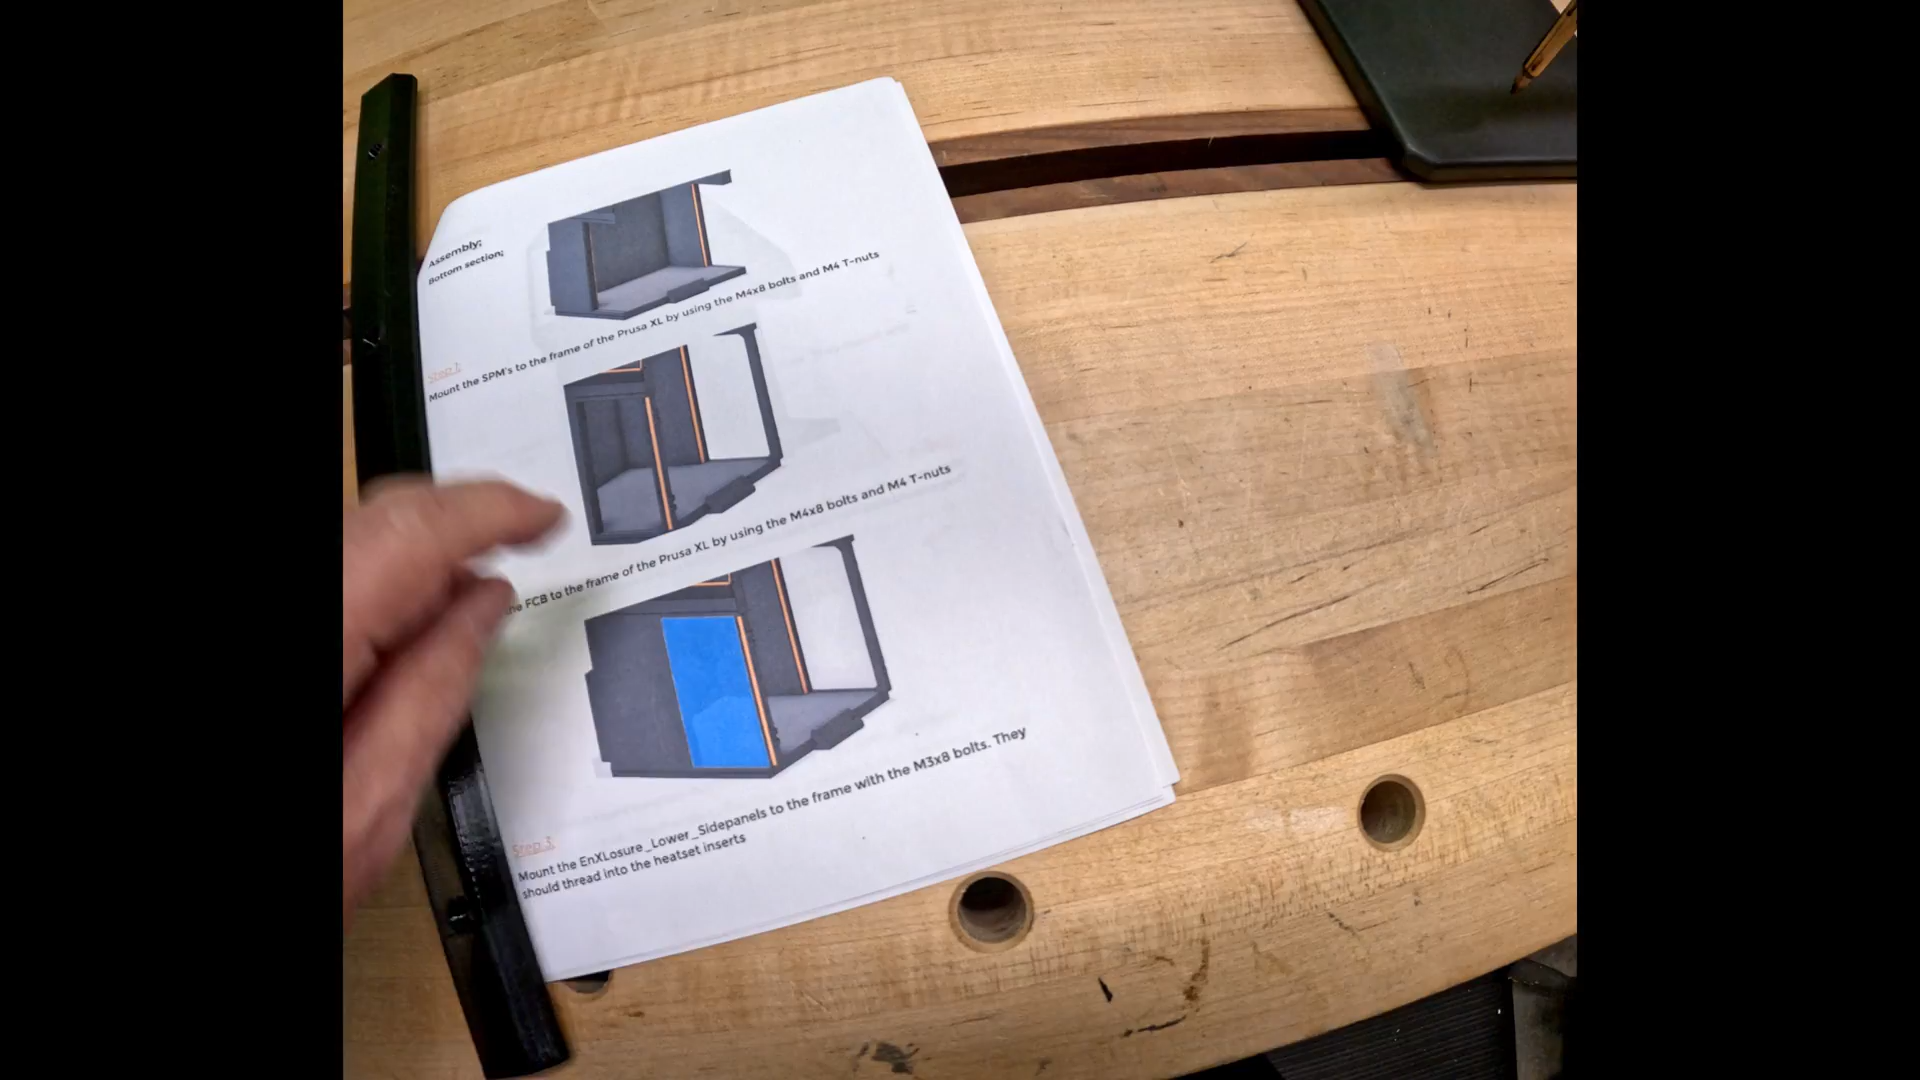 Assembly;
Bottom section;
Step 1.
Mount the SPM's to the frame of the Prusa XL by using the M4x8 bolts and M4 T-nuts
the FCB to the frame of the Prusa XL by using the M4x8 bolts and M4 T-nuts
Step 3.
Mount the EnXLosure_Lower_Sidepanels to the frame with the M3x8 bolts. They
should thread into the heatset inserts